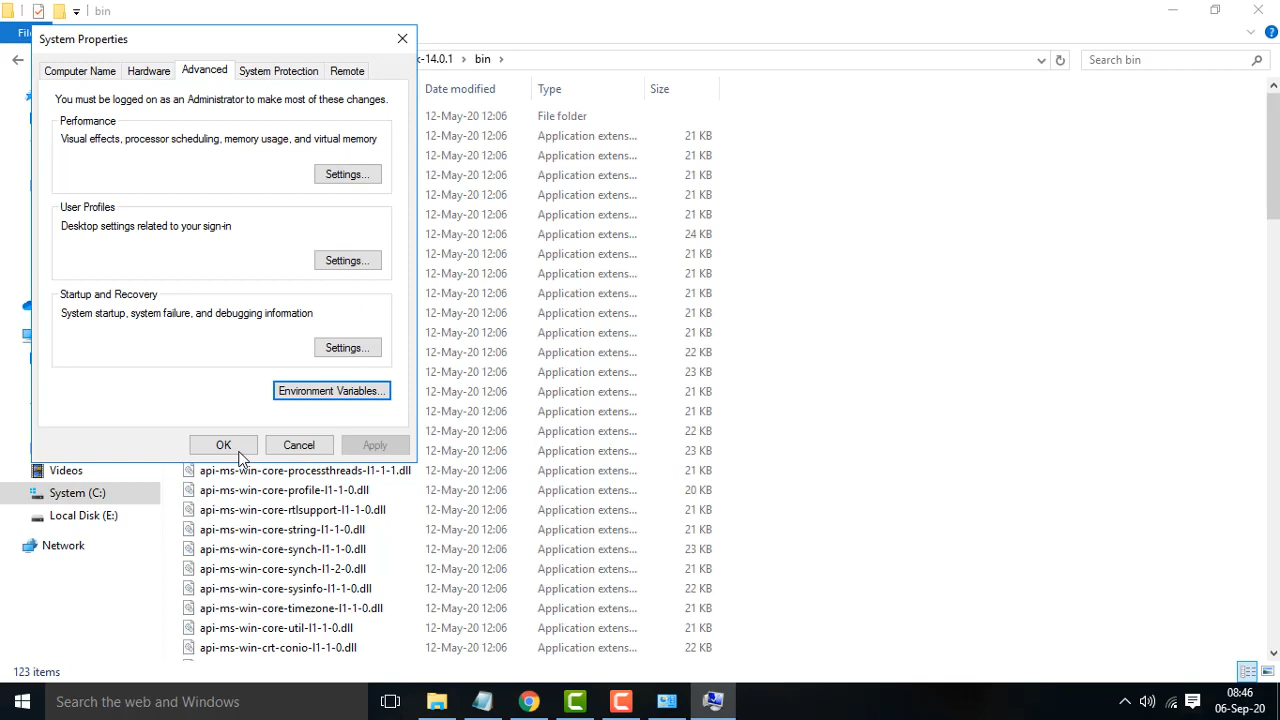 bin
System Properties
Fil
k-14.0.1 > bin >
Search bin
Computer Name
Hardware
Advanced
System Protection
Remote
You must be logged on as an Administrator to make most of these changes.
Performance
Visual effects, processor scheduling, memory usage, and virtual memory
Settings...
User Profiles
Desktop settings related to your sign-in
Settings...
Startup and Recovery
System startup, system failure, and debugging information
Settings...
Environment Variables...
OK
Cancel
Apply
Date modified Type Size
12-May-20 12:06 File folder
12-May-20 12:06 Application extens... 21 KB
12-May-20 12:06 Application extens... 21 KB
12-May-20 12:06 Application extens... 21 KB
12-May-20 12:06 Application extens... 21 KB
12-May-20 12:06 Application extens... 21 KB
12-May-20 12:06 Application extens... 24 KB
12-May-20 12:06 Application extens... 21 KB
12-May-20 12:06 Application extens... 21 KB
12-May-20 12:06 Application extens... 21 KB
12-May-20 12:06 Application extens... 21 KB
12-May-20 12:06 Application extens... 21 KB
12-May-20 12:06 Application extens... 22 KB
12-May-20 12:06 Application extens... 23 KB
12-May-20 12:06 Application extens... 21 KB
12-May-20 12:06 Application extens... 21 KB
12-May-20 12:06 Application extens... 22 KB
12-May-20 12:06 Application extens... 23 KB
api-ms-win-core-processthreads-l1-1-1.dll 12-May-20 12:06 Application extens... 21 KB
api-ms-win-core-profile-l1-1-0.dll 12-May-20 12:06 Application extens... 20 KB
api-ms-win-core-rtlsupport-l1-1-0.dll 12-May-20 12:06 Application extens... 21 KB
api-ms-win-core-string-l1-1-0.dll 12-May-20 12:06 Application extens... 21 KB
api-ms-win-core-synch-l1-1-0.dll 12-May-20 12:06 Application extens... 23 KB
api-ms-win-core-synch-l1-2-0.dll 12-May-20 12:06 Application extens... 21 KB
api-ms-win-core-sysinfo-l1-1-0.dll 12-May-20 12:06 Application extens... 22 KB
api-ms-win-core-timezone-l1-1-0.dll 12-May-20 12:06 Application extens... 21 KB
api-ms-win-core-util-l1-1-0.dll 12-May-20 12:06 Application extens... 21 KB
api-ms-win-crt-conio-l1-1-0.dll 12-May-20 12:06 Application extens... 22 KB
Videos
System (C:)
Local Disk (E:)
Network
123 items
Search the web and Windows
08:46
06-Sep-20